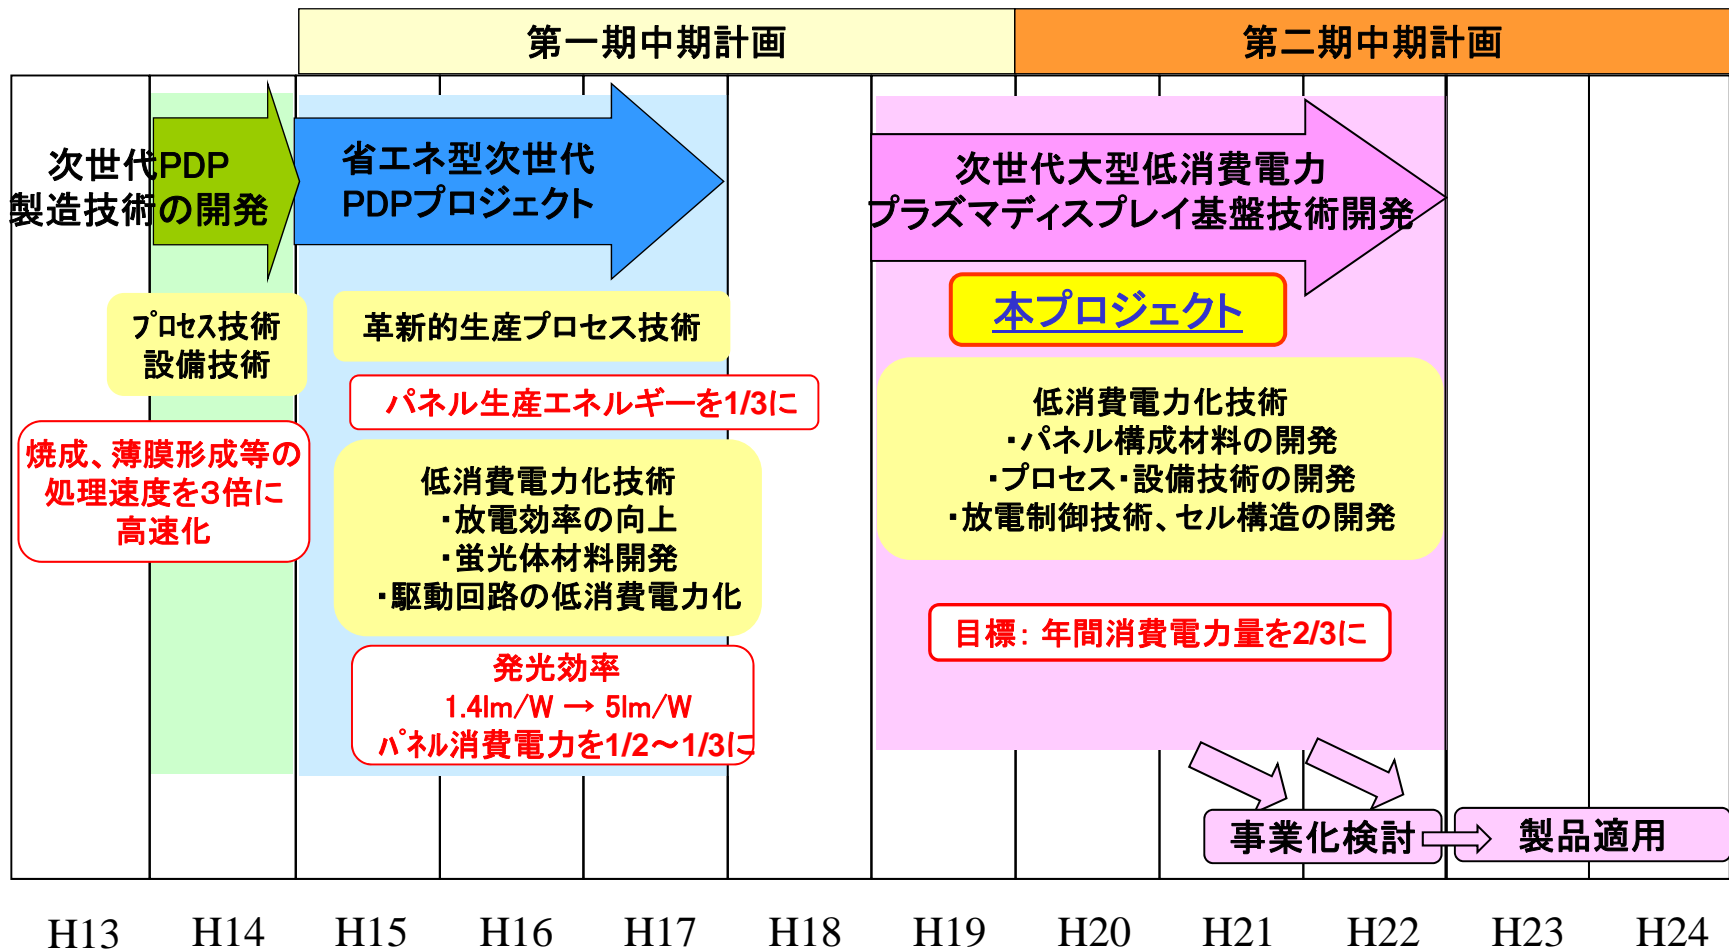 第一期中期計画
第二期中期計画
次世代PDP
製造技術の開発
省エネ型次世代
PDPプロジェクト
次世代大型低消費電力
プラズマディスプレイ基盤技術開発
プロセス技術
設備技術
焼成、薄膜形成等の
処理速度を3倍に
高速化
革新的生産プロセス技術
パネル生産エネルギーを1/3に
低消費電力化技術
・放電効率の向上
・蛍光体材料開発
・駆動回路の低消費電力化
発光効率
1.4lm/W → 5lm/W
パネル消費電力を1/2～1/3に
本プロジェクト
低消費電力化技術
・パネル構成材料の開発
・プロセス・設備技術の開発
・放電制御技術、セル構造の開発
目標：年間消費電力量を2/3に
事業化検討
製品適用
H13 H14 H15 H16 H17 H18 H19 H20 H21 H22 H23 H24